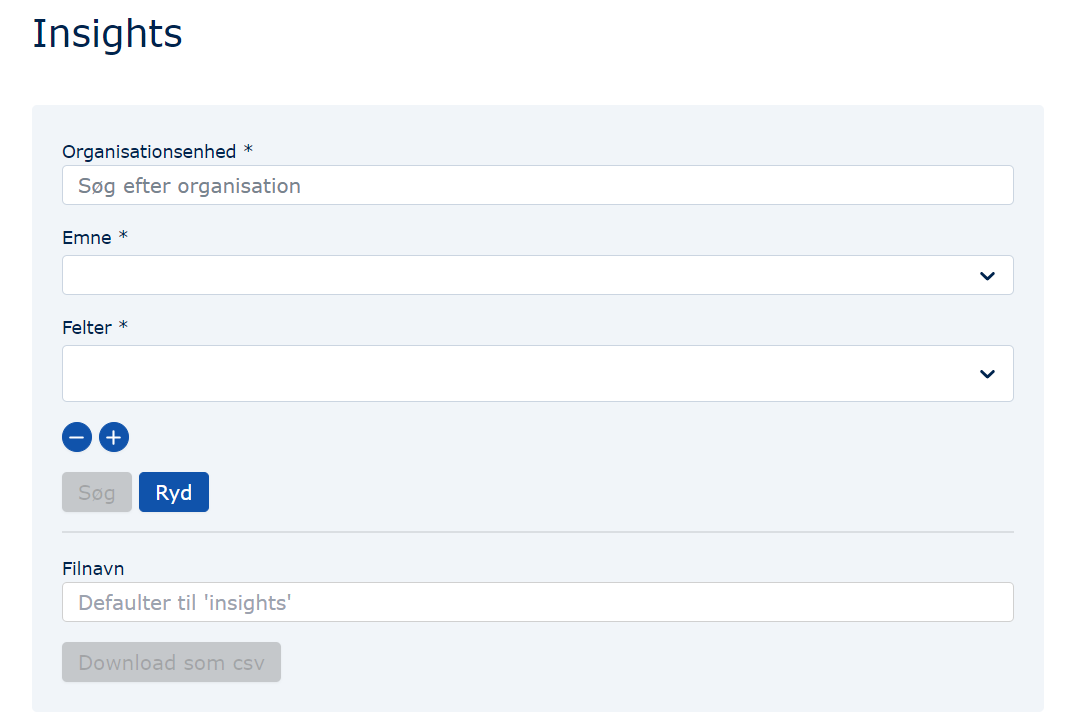 Insights
Organisationsenhed *
Søg efter organisation
Emne *
Felter *
Søg
Ryd
Filnavn
Defaulter til 'insights'
Download som csv